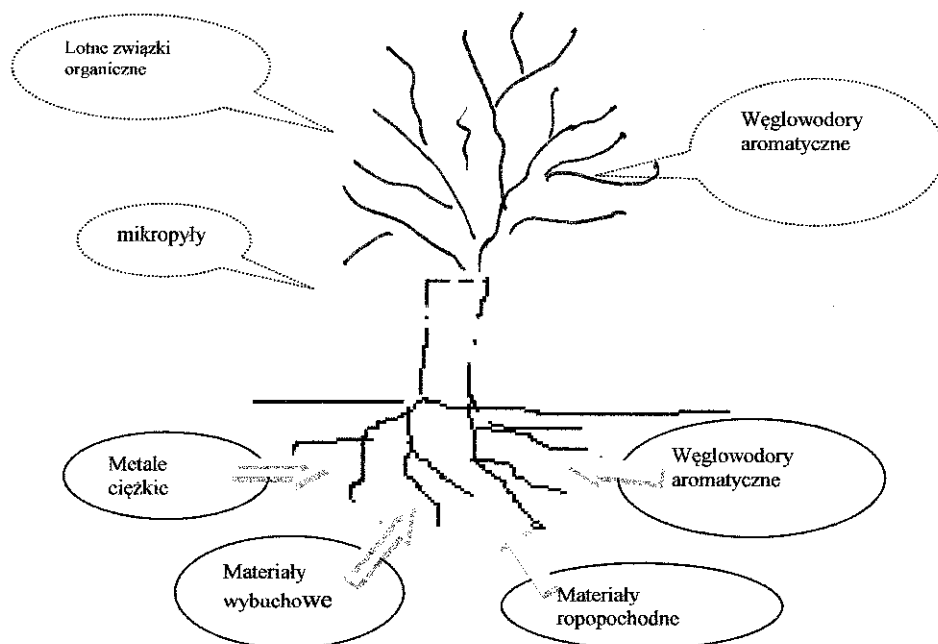 Lotne związki
organiczne
Węglowodory
aromatyczne
mikropyły
Metale
ciężkie
Węglowodory
aromatyczne
Materiały
wybuchowe
Materiały
ropopochodne